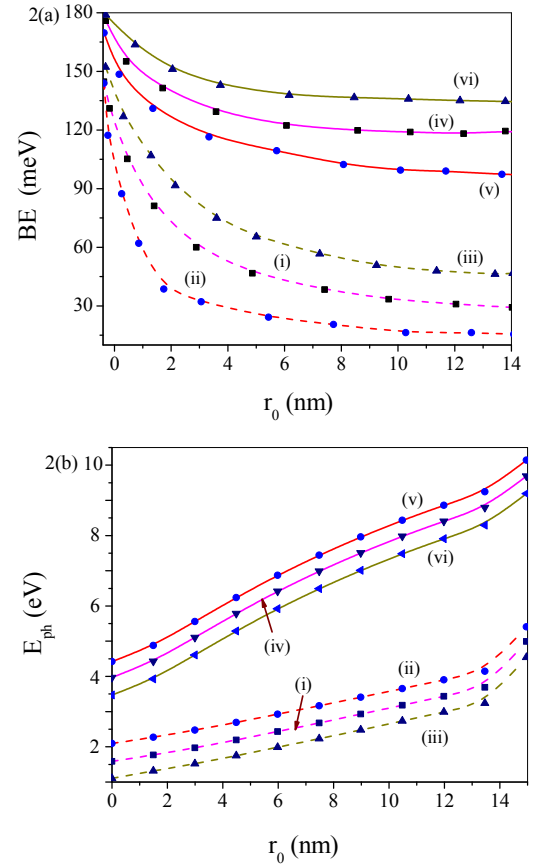 2(a)
180
150
120
90
60
30
BE (meV)
(vi)
(iv)
(v)
(iii)
(i)
(ii)
0 2 4 6 8 10 12 14
r0 (nm)
2(b)
10
8
6
4
2
Eph (eV)
(v)
(vi)
(iv)
(ii)
(i)
(iii)
0 2 4 6 8 10 12 14
r0 (nm)